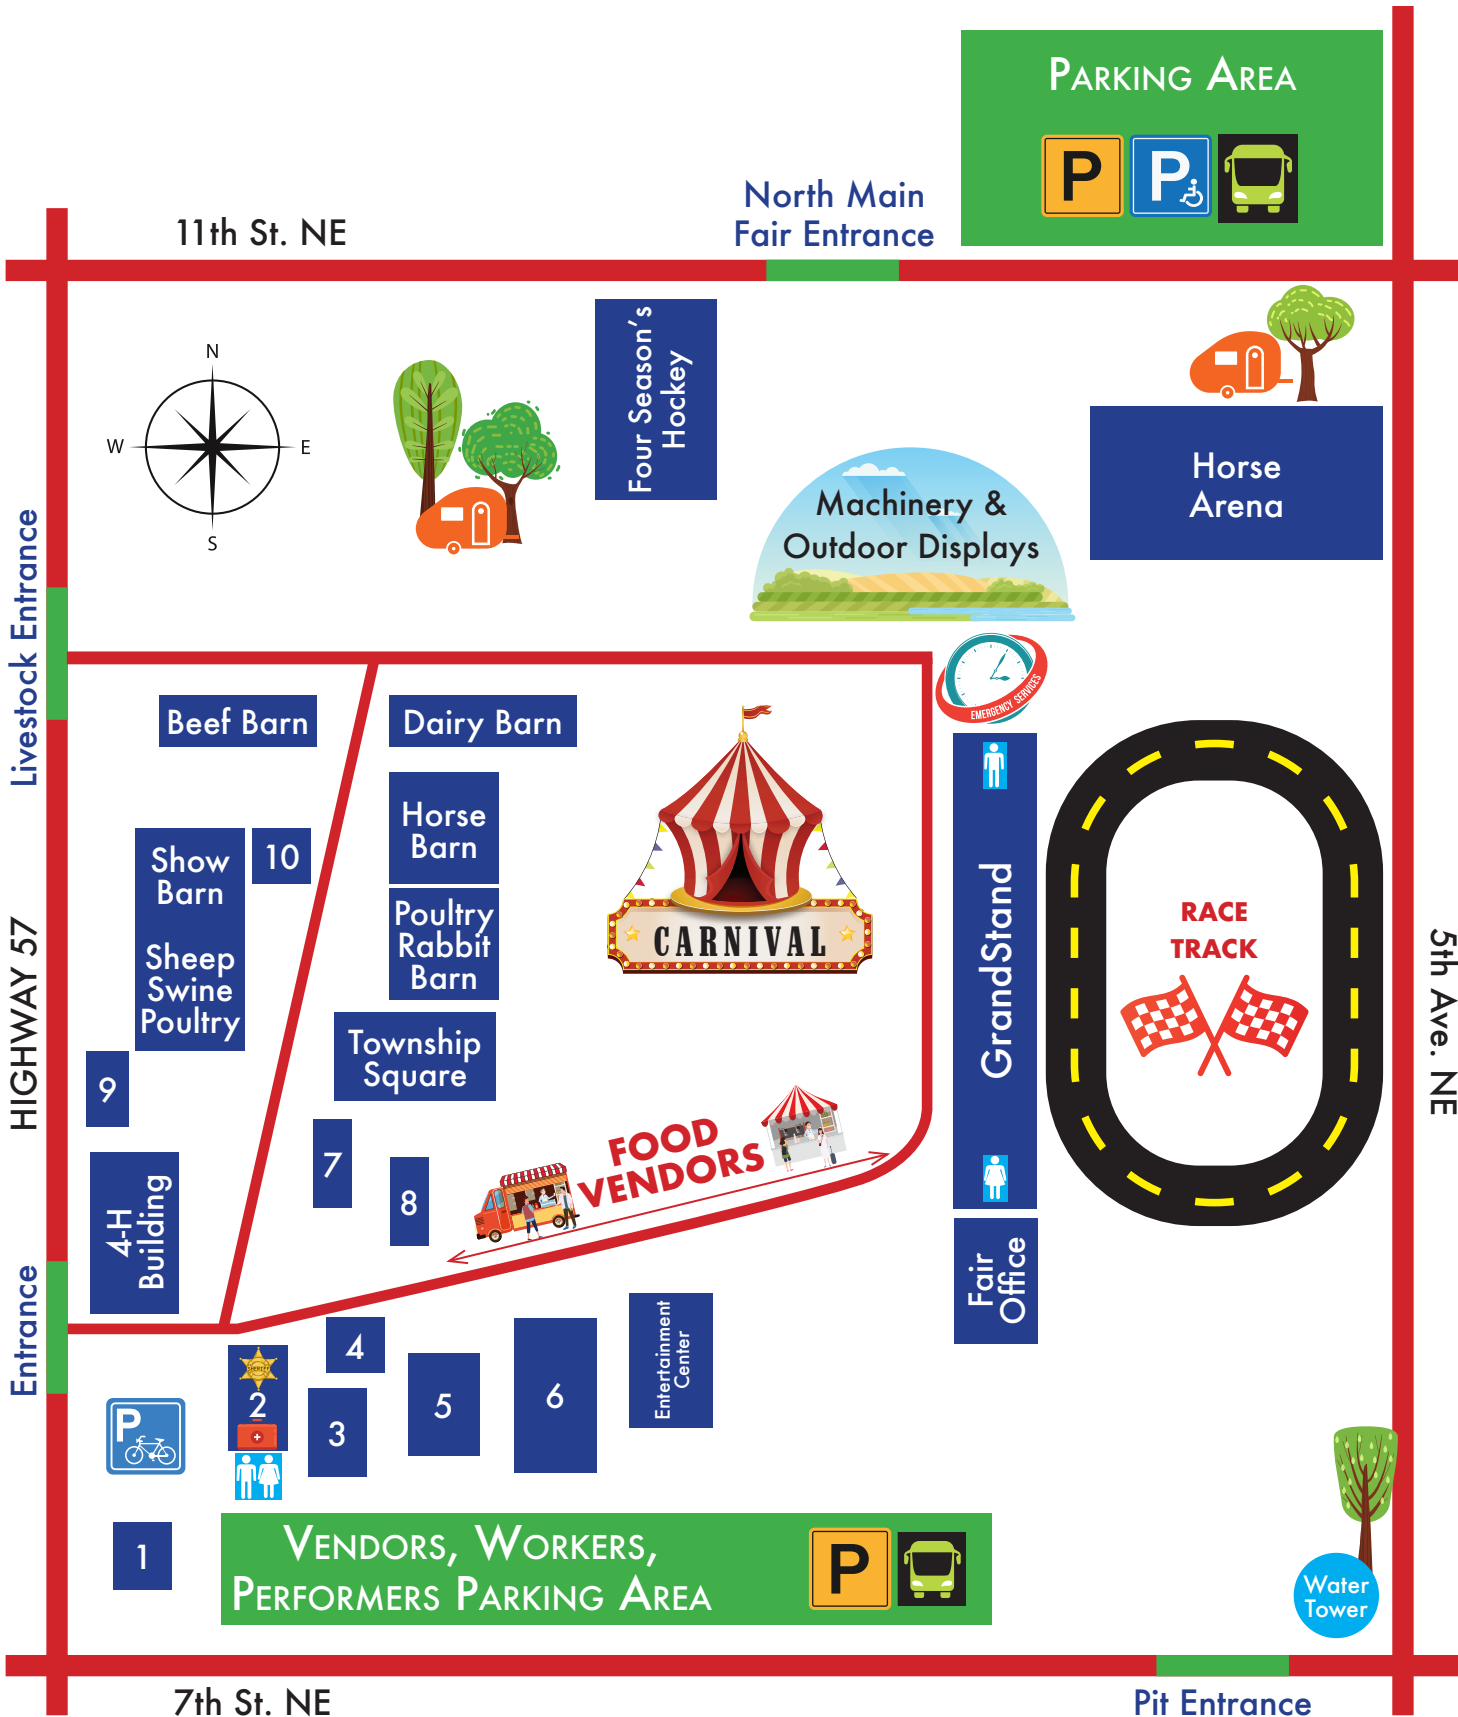 PARKING AREA
P
P
North Main
Fair Entrance
11th St. NE
N
W
E
S
Four Season's
Hockey
Horse
Arena
Machinery &
Outdoor Displays
Livestock Entrance
EMERGENCY SERVICES
Beef Barn
Dairy Barn
Horse
Barn
Show
Barn
10
Sheep
Swine
Poultry
Poultry
Rabbit
Barn
CARNIVAL
GrandStand
RACE
TRACK
HIGHWAY 57
5th Ave. NE
Township
Square
9
7
8
FOOD
VENDORS
4-H
Building
Fair
Office
Entrance
4
SHERIFF
2
3
5
6
Entertainment
Center
P
1
VENDORS, WORKERS,
PERFORMERS PARKING AREA
P
Water
Tower
7th St. NE
Pit Entrance